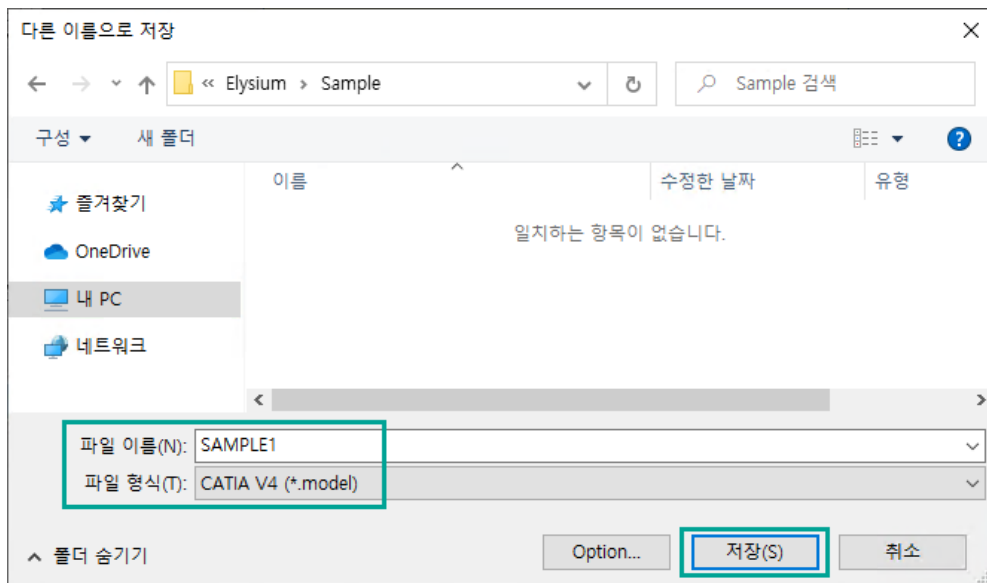 다른 이름으로 저장
« Elysium › Sample
Sample 검색
구성
새 폴더
?
이름
수정한 날짜
유형
즐겨찾기
OneDrive
내 PC
네트워크
일치하는 항목이 없습니다.
파일 이름(N): SAMPLE1
파일 형식(T): CATIA V4 (*.model)
폴더 숨기기
Option...
저장(S)
취소